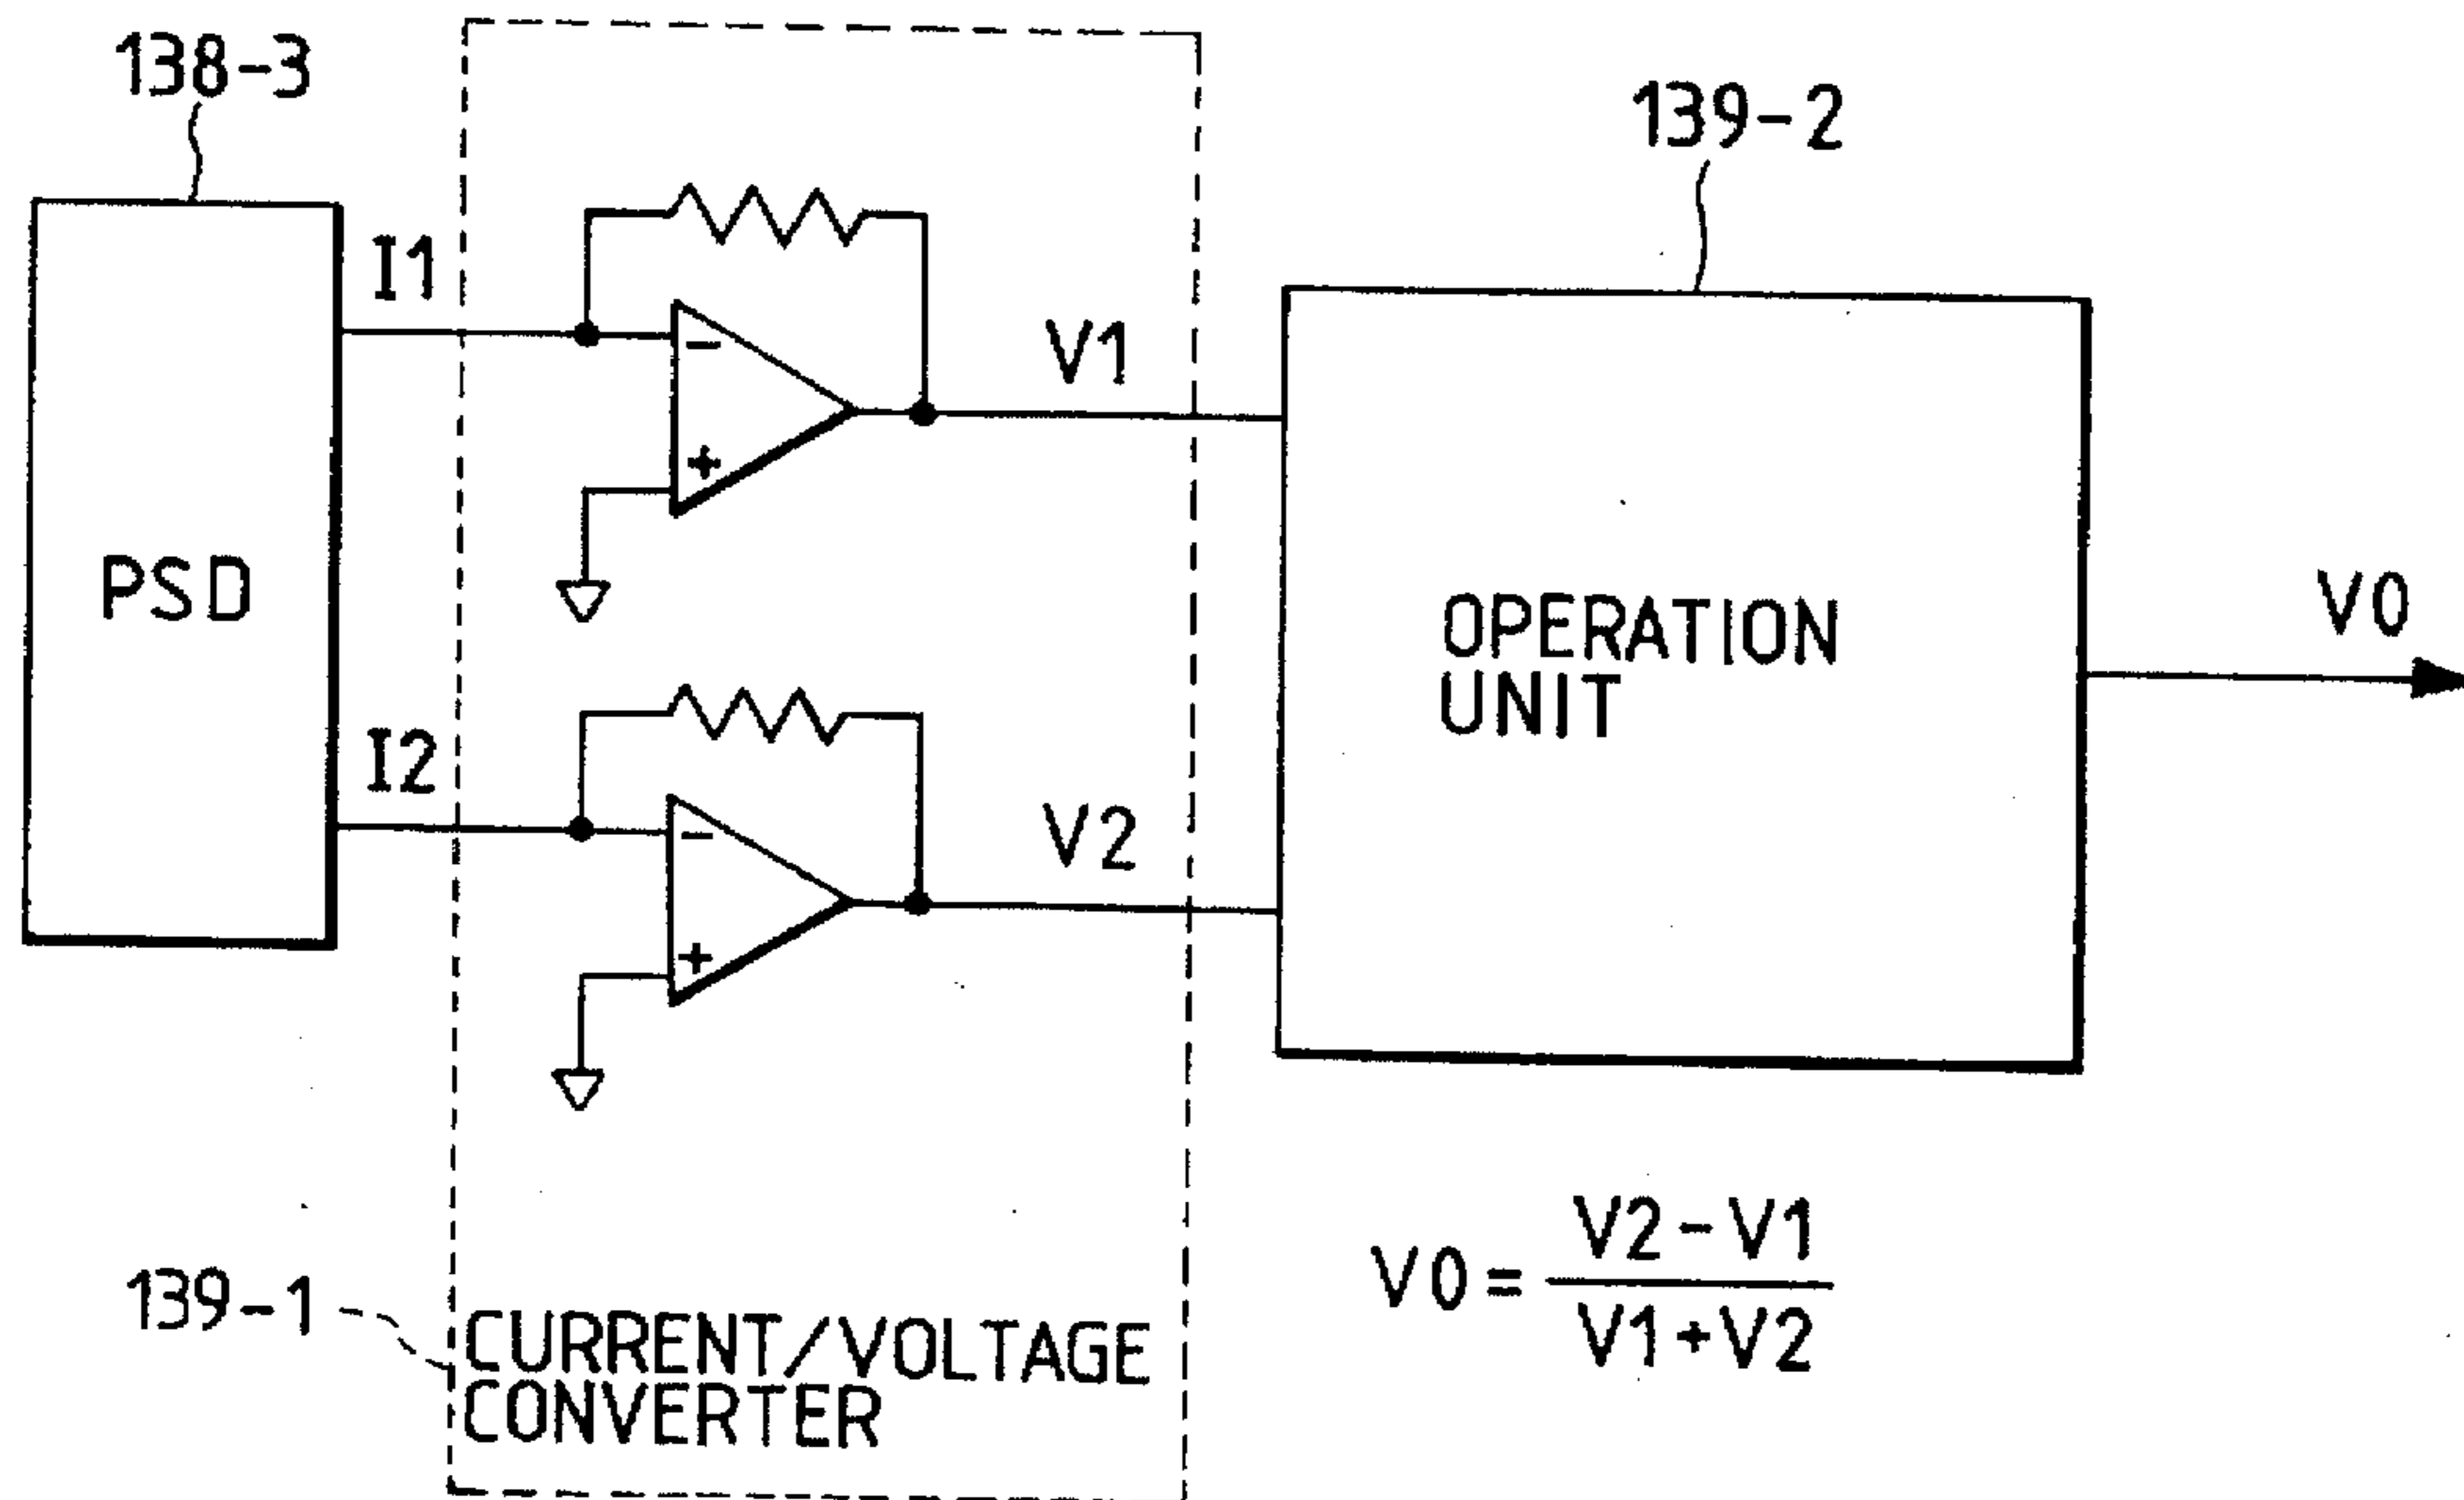 138-3
139-2
I1
V1
-
+
PSD
OPERATION
UNIT
V0
I2
V2
-
+
139-1
CURRENT/VOLTAGE
CONVERTER
V0 = V2-V1
V1+V2